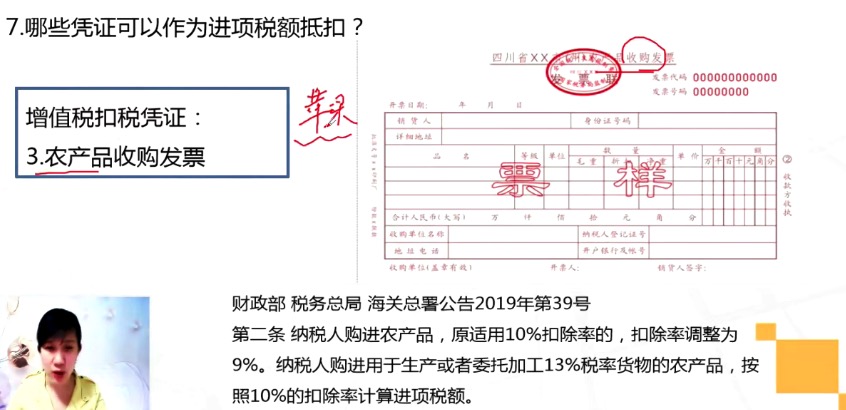 7.哪些凭证可以作为进项税额抵扣？
增值税扣税凭证：
3.农产品收购发票
苹果
四川省XX
品收购发票
发 票 联
发票代码 000000000000
发票号码 00000000
开票日期： 年 月 日
销 货 人
身份证号码
详细地址
品 名
等级
单位
数 量
毛 重
单 价
金 额
万 千 百 十 元 角 分
票 样
合计人民币(大写) 万 仟 佰 拾 元 角 分
收购单位名称
纳税人登记证号
地 址 电 话
开户银行及帐号
收购单位(盖章有效)
开票人:
销货人签字:
② 收款方收执
财政部 税务总局 海关总署公告2019年第39号
第二条 纳税人购进农产品，原适用10%扣除率的，扣除率调整为
9%。纳税人购进用于生产或者委托加工13%税率货物的农产品，按
照10%的扣除率计算进项税额。